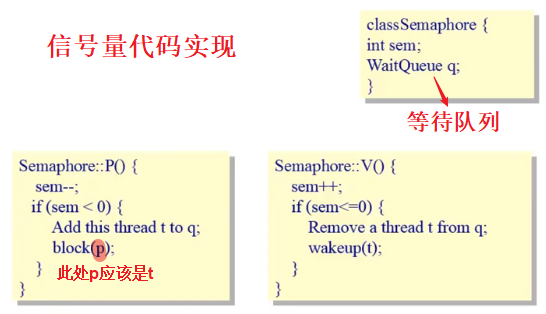 信号量代码实现
classSemaphore {
int sem;
WaitQueue q;
}
等待队列
Semaphore::P() {
sem--;
if (sem < 0) {
Add this thread t to q;
block(p);
}
此处p应该是t
}
Semaphore::V() {
sem++;
if (sem<=0) {
Remove a thread t from q;
wakeup(t);
}
}